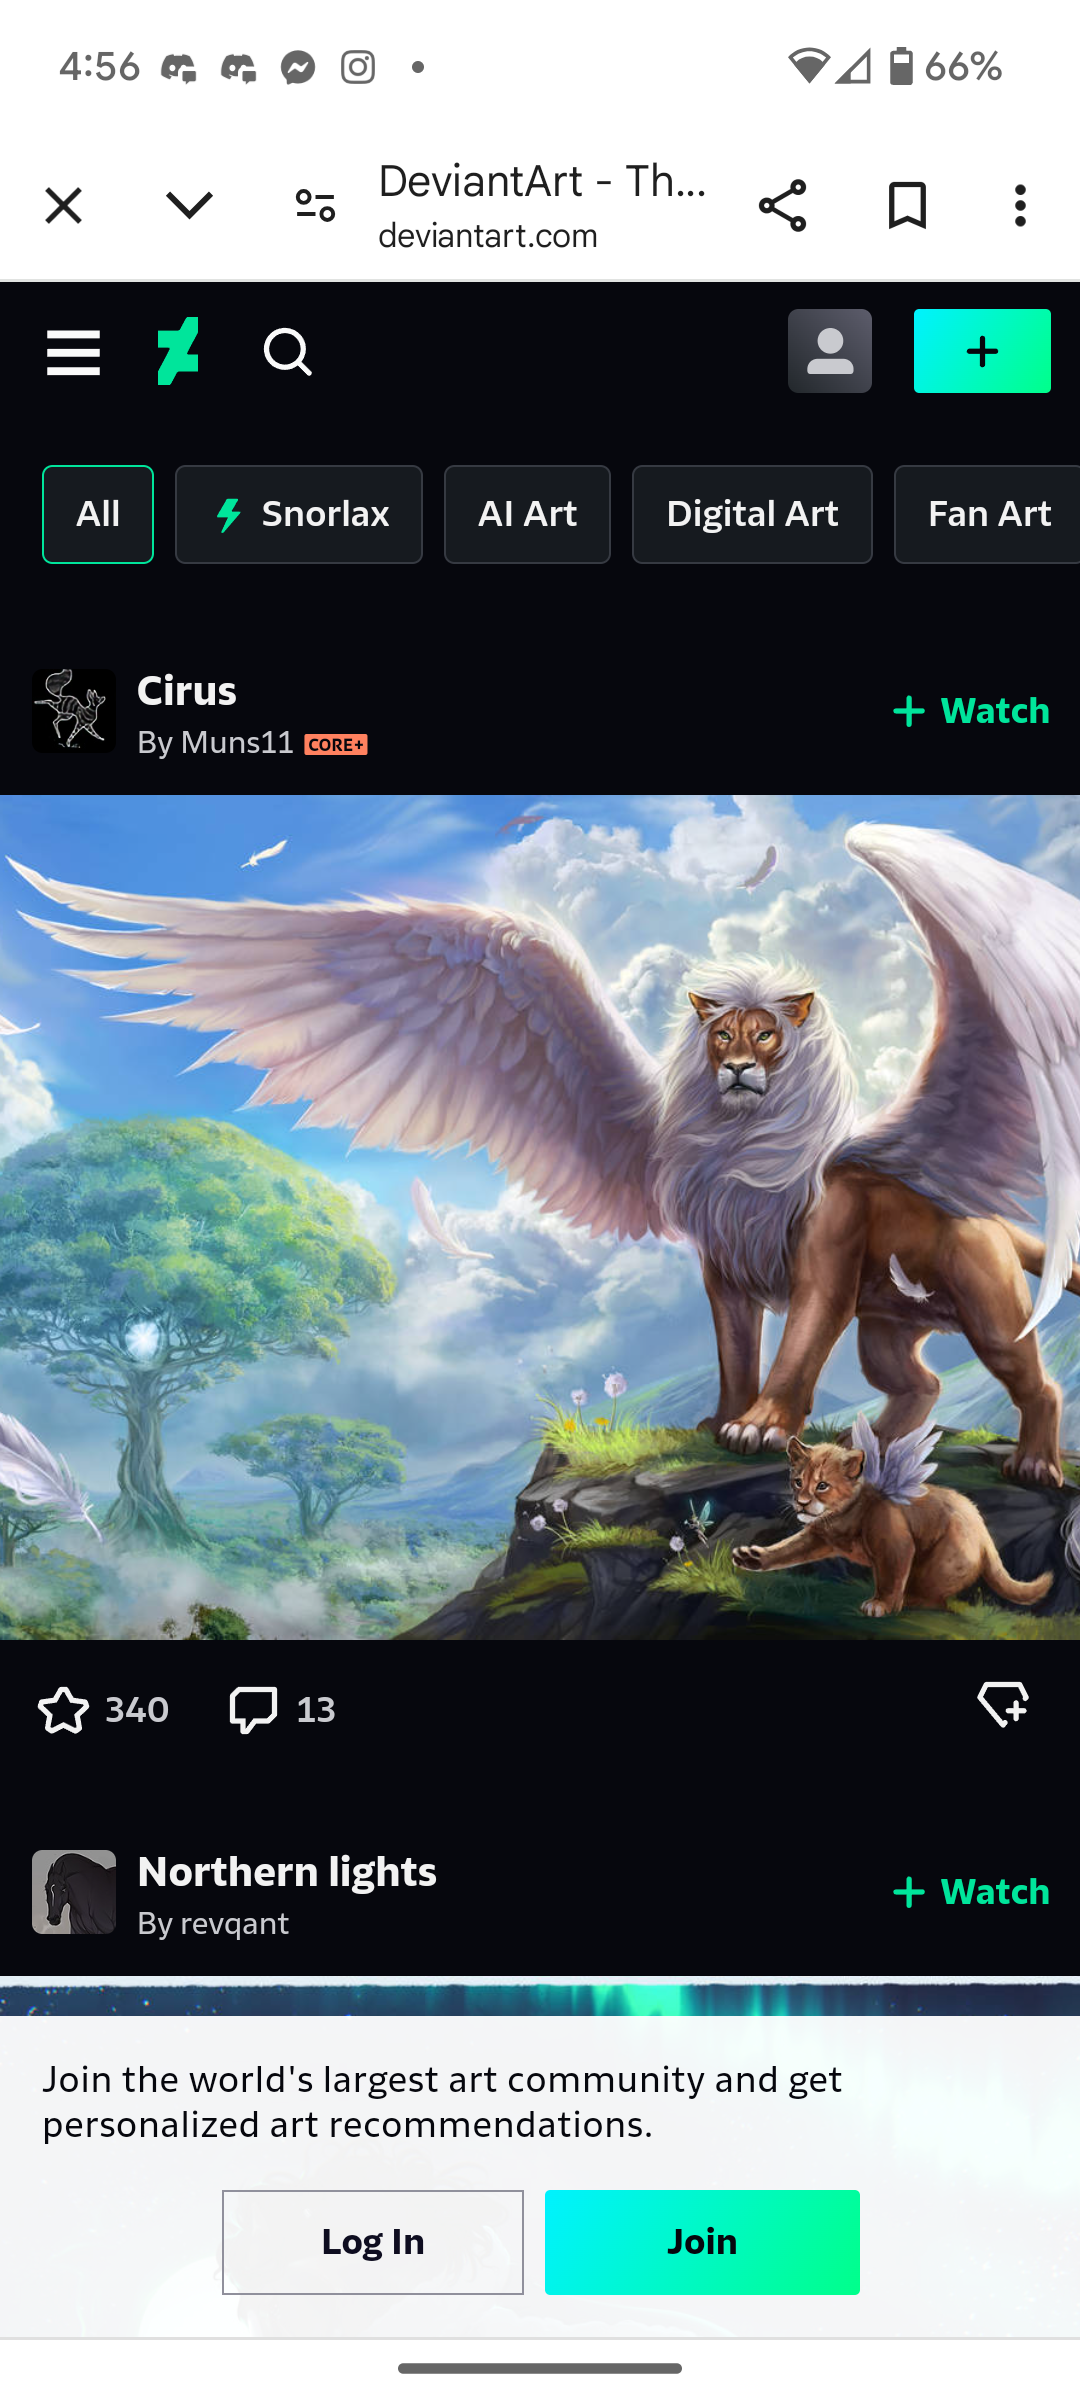 4:56
66%
DeviantArt - Th...
deviantart.com
All
Snorlax
AI Art
Digital Art
Fan Art
Cirus
By Muns11 CORE+
+ Watch
340
13
Northern lights
By revqant
+ Watch
Join the world's largest art community and get
personalized art recommendations.
Log In
Join